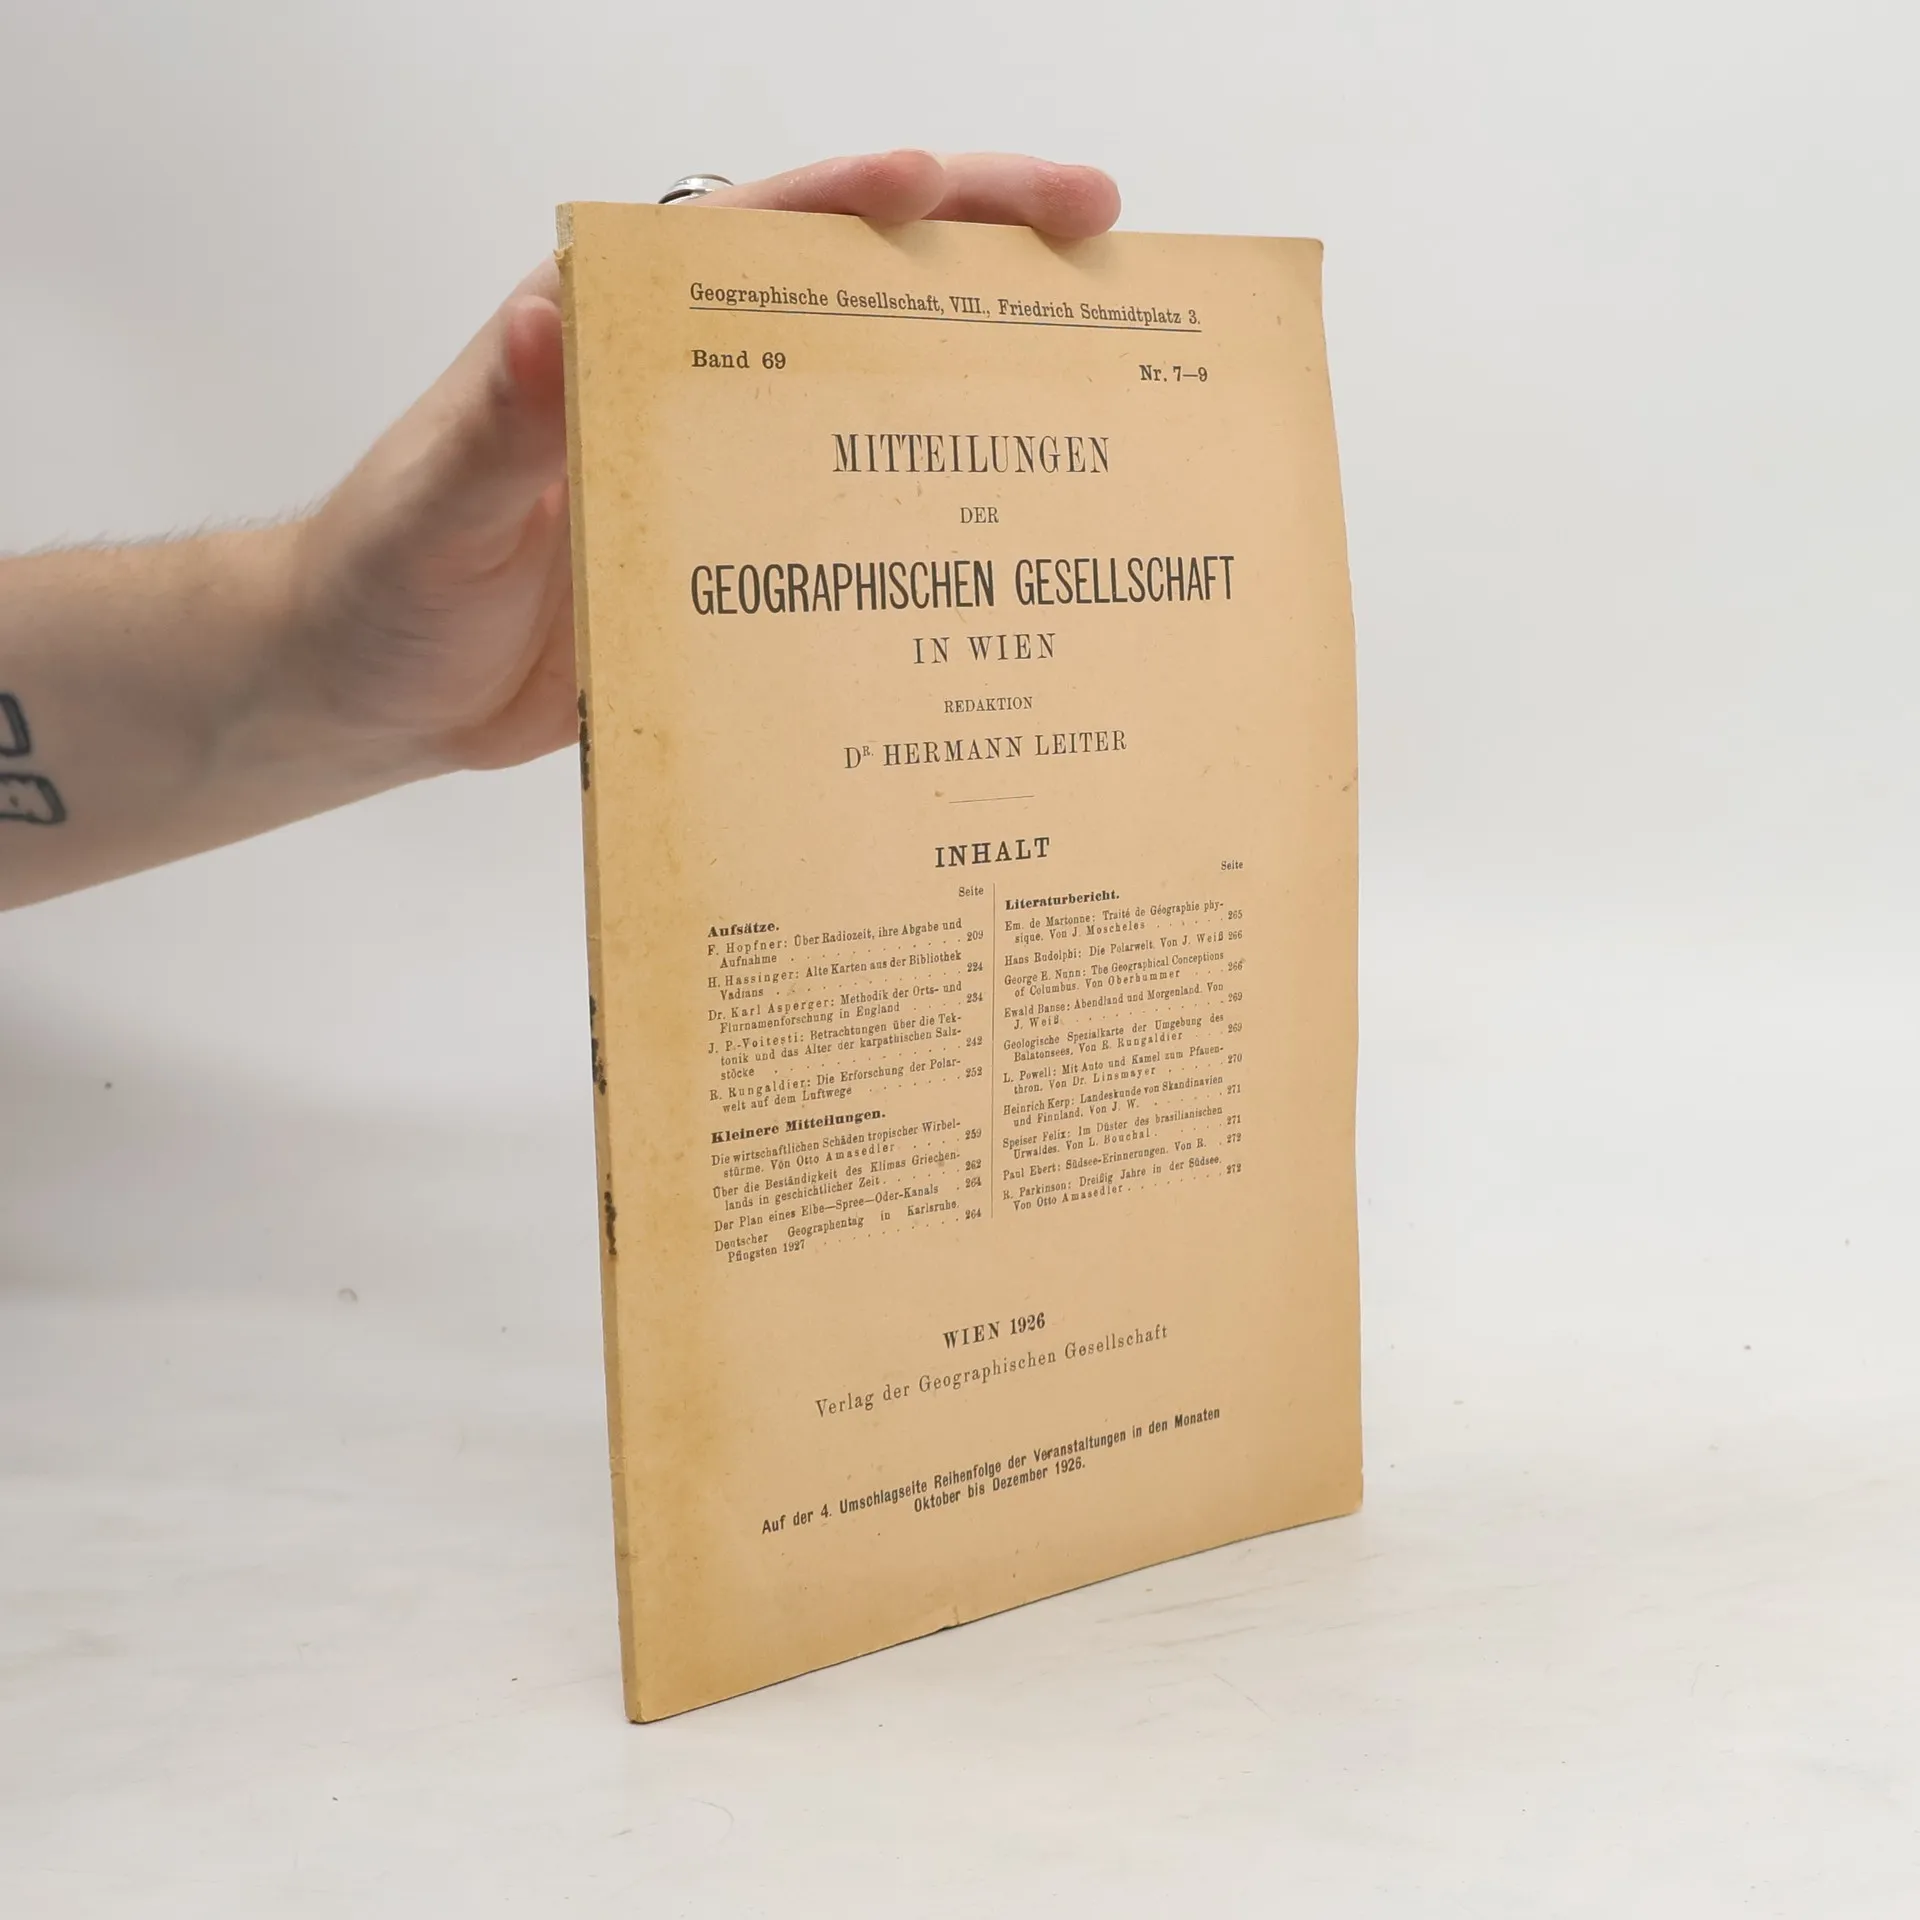 Geographische Gesellschaft, VIII., Friedrich Schmidtplatz 3.
Band 69
Nr. 7—9
MITTEILUNGEN
DER
GEOGRAPHISCHEN GESELLSCHAFT
IN WIEN
REDAKTION
DR. HERMANN LEITER
INHALT
Seite
Aufsätze.
F. Hopfner: Über Radiozeit, ihre Abgabe und
Aufnahme . . . . . . . . . . . 209
H. Hassinger: Alte Karten aus der Bibliothek
Vadians . . . . . . . . . . . 224
Dr. Karl Asperger: Methodik der Orts- und
Flurnamenforschung in England . . . . 234
J. P.-Voitesti: Betrachtungen über die Tek-
tonik und das Alter der karpathischen Salz-
stöcke . . . . . . . . . . . 242
R. Rungaldier: Die Erforschung der Polar-
welt auf dem Luftwege . . . . . . . 252
Kleinere Mitteilungen.
Die wirtschaftlichen Schäden tropischer Wirbel-
stürme. Von Otto Amasedler . . . . 259
Über die Beständigkeit des Klimas Griechen-
lands in geschichtlicher Zeit . . . . . . 262
Der Plan eines Elbe—Spree—Oder-Kanals . 264
Deutscher Geographentag in Karlsruhe.
Pfingsten 1927 . . . . . . . . . . 264
Seite
Literaturbericht.
Em. de Martonne: Traité de Géographie phy-
sique. Von J. Moscheles . . . . . . 265
Hans Rudolphi: Die Polarwelt. Von J. Weiß 266
George E. Nunn: The Geographical Conceptions
of Columbus. Von Oberhummer . . . 266
Ewald Banse: Abendland und Morgenland. Von
J. Weiß. . . . . . . . . . . . 269
Geologische Spezialkarte der Umgebung des
Balatonsees. Von R. Rungaldier . . . 269
L. Powell: Mit Auto und Kamel zum Pfauen-
thron. Von Dr. Linsmayer . . . . . 270
Heinrich Kerp: Landeskunde von Skandinavien
und Finnland. Von J. W. . . . . . . 271
Speiser Felix: Im Düster des brasilianischen
Urwaldes. Von L. Bouchal . . . . . 271
Paul Ebert: Südsee-Erinnerungen. Von R. . 272
R. Parkinson: Dreißig Jahre in der Südsee.
Von Otto Amasedler . . . . . . . . 272
WIEN 1926
Verlag der Geographischen Gesellschaft
Auf der 4. Umschlagseite Reihenfolge der Veranstaltungen in den Monaten
Oktober bis Dezember 1926.